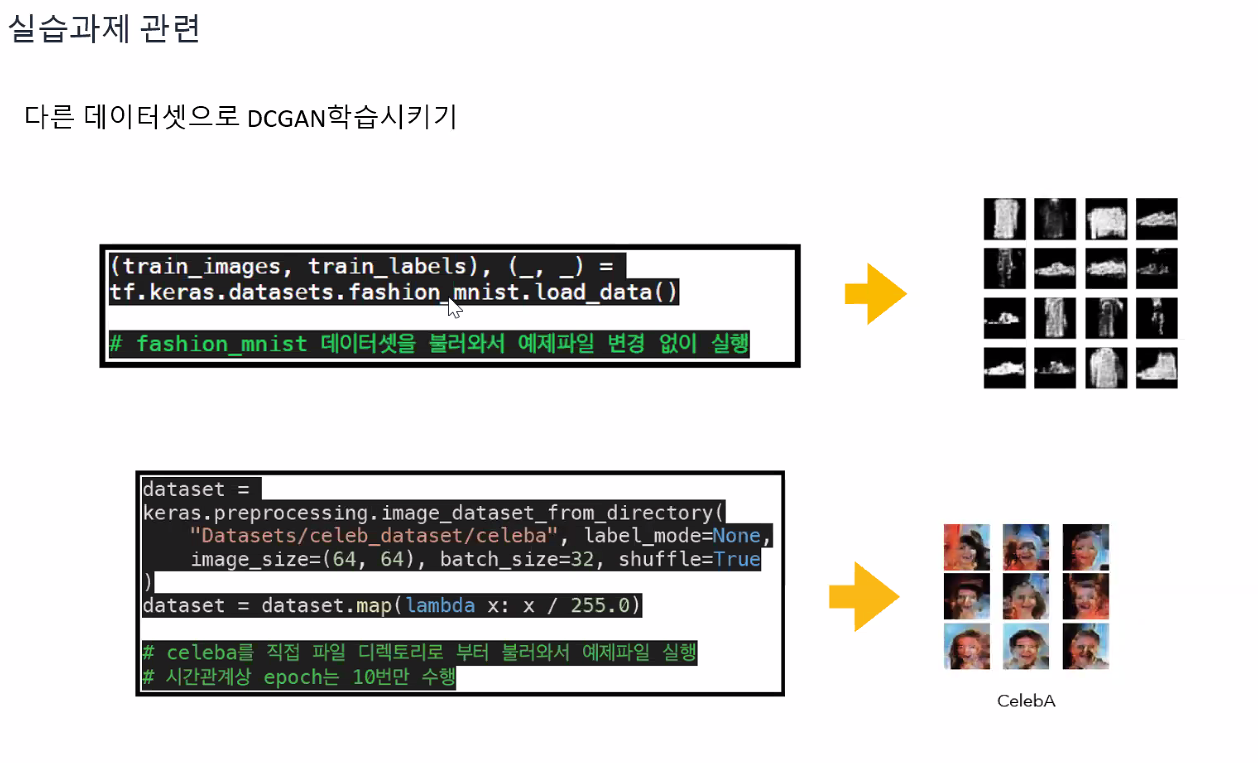 실습과제 관련
다른 데이터셋으로 DCGAN학습시키기
(train_images, train_labels), (_, _) =
tf.keras.datasets.fashion_mnist.load_data()
# fashion_mnist 데이터셋을 불러와서 예제파일 변경 없이 실행
dataset =
keras.preprocessing.image_dataset_from_directory(
    "Datasets/celeb_dataset/celeba", label_mode=None,
    image_size=(64, 64), batch_size=32, shuffle=True
)
dataset = dataset.map(lambda x: x / 255.0)
# celeba를 직접 파일 디렉토리로 부터 불러와서 예제파일 실행
# 시간관계상 epoch는 10번만 수행
CelebA